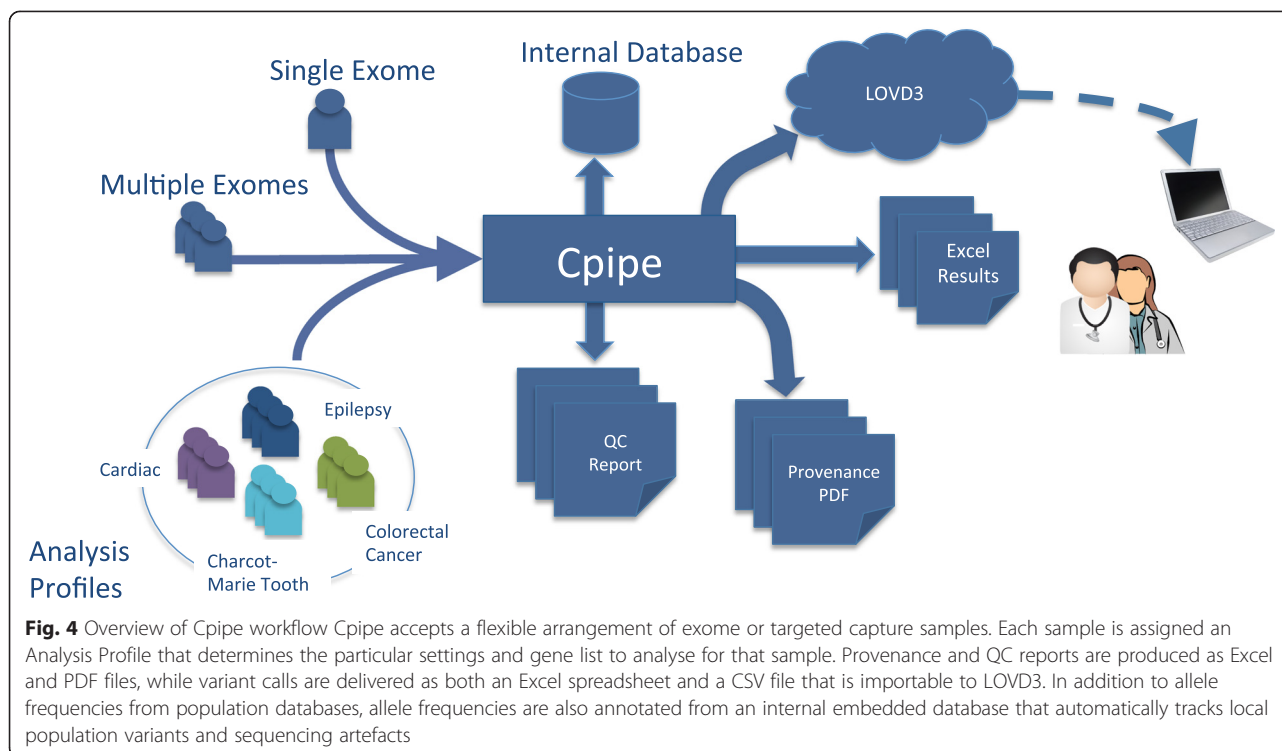 Single Exome
Internal Database
LOVD3
Multiple Exomes
Cpipe
Excel
Results
QC
Report
Provenance
PDF
Epilepsy
Cardiac
Colorectal
Cancer
Charcot-
Marie Tooth
Analysis
Profiles
Fig. 4 Overview of Cpipe workflow Cpipe accepts a flexible arrangement of exome or targeted capture samples. Each sample is assigned an
Analysis Profile that determines the particular settings and gene list to analyse for that sample. Provenance and QC reports are produced as Excel
and PDF files, while variant calls are delivered as both an Excel spreadsheet and a CSV file that is importable to LOVD3. In addition to allele
frequencies from population databases, allele frequencies are also annotated from an internal embedded database that automatically tracks local
population variants and sequencing artefacts